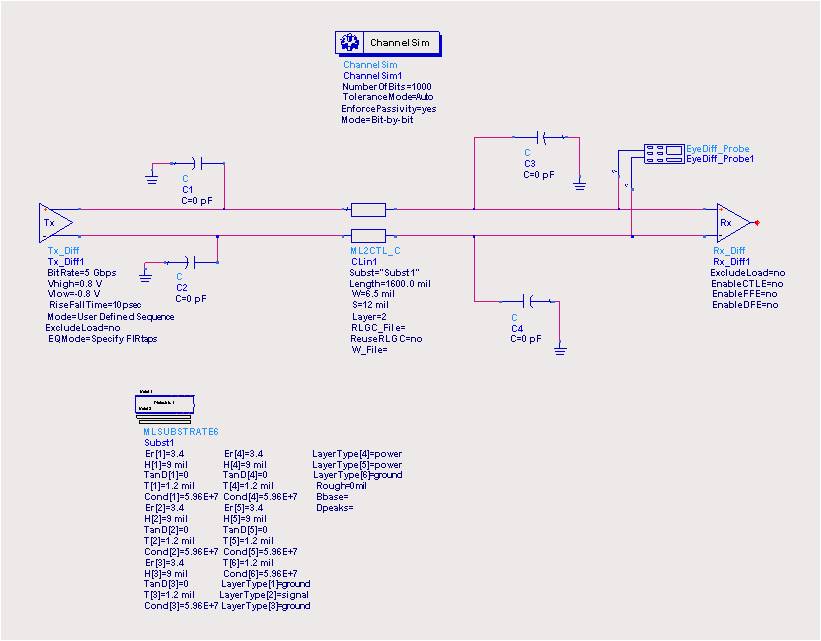 ChannelSim
ChannelSim
ChannelSim1
NumberOfBits=1000
ToleranceMode=Auto
EnforcePassivity=yes
Mode=Bit-by-bit
C
C1
C=0 pF
C
C3
C=0 pF
EyeDiff_Probe
EyeDiff_Probe1
Tx
Rx
Tx_Diff
Tx_Diff1
BitRate=5 Gbps
Vhigh=0.8 V
Vlow=-0.8 V
RiseFallTime=10psec
Mode=User Defined Sequence
ExcludeLoad=no
EQMode=Specify FIRtaps
C
C2
C=0 pF
ML2CTL_C
CLin1
Subst="Subst1"
Length=1600.0 mil
W=6.5 mil
S=12 mil
Layer=2
RLGC_File=
ReuseRLGC=no
W_File=
C
C4
C=0 pF
Rx_Diff
Rx_Diff1
ExcludeLoad=no
EnableCTLE=no
EnableFFE=no
EnableDFE=no
MLSUBSTRATE6
Subst1
Er[1]=3.4
H[1]=9 mil
TanD[1]=0
T[1]=1.2 mil
Cond[1]=5.96E+7
Er[2]=3.4
H[2]=9 mil
TanD[2]=0
T[2]=1.2 mil
Cond[2]=5.96E+7
Er[3]=3.4
H[3]=9 mil
TanD[3]=0
T[3]=1.2 mil
Cond[3]=5.96E+7
Er[4]=3.4
H[4]=9 mil
TanD[4]=0
T[4]=1.2 mil
Cond[4]=5.96E+7
Er[5]=3.4
H[5]=9 mil
TanD[5]=0
T[5]=1.2 mil
Cond[5]=5.96E+7
T[6]=1.2 mil
Cond[6]=5.96E+7
LayerType[1]=ground
LayerType[2]=signal
LayerType[3]=ground
LayerType[4]=power
LayerType[5]=power
LayerType[6]=ground
Rough=0mil
Bbase=
Dpeaks=